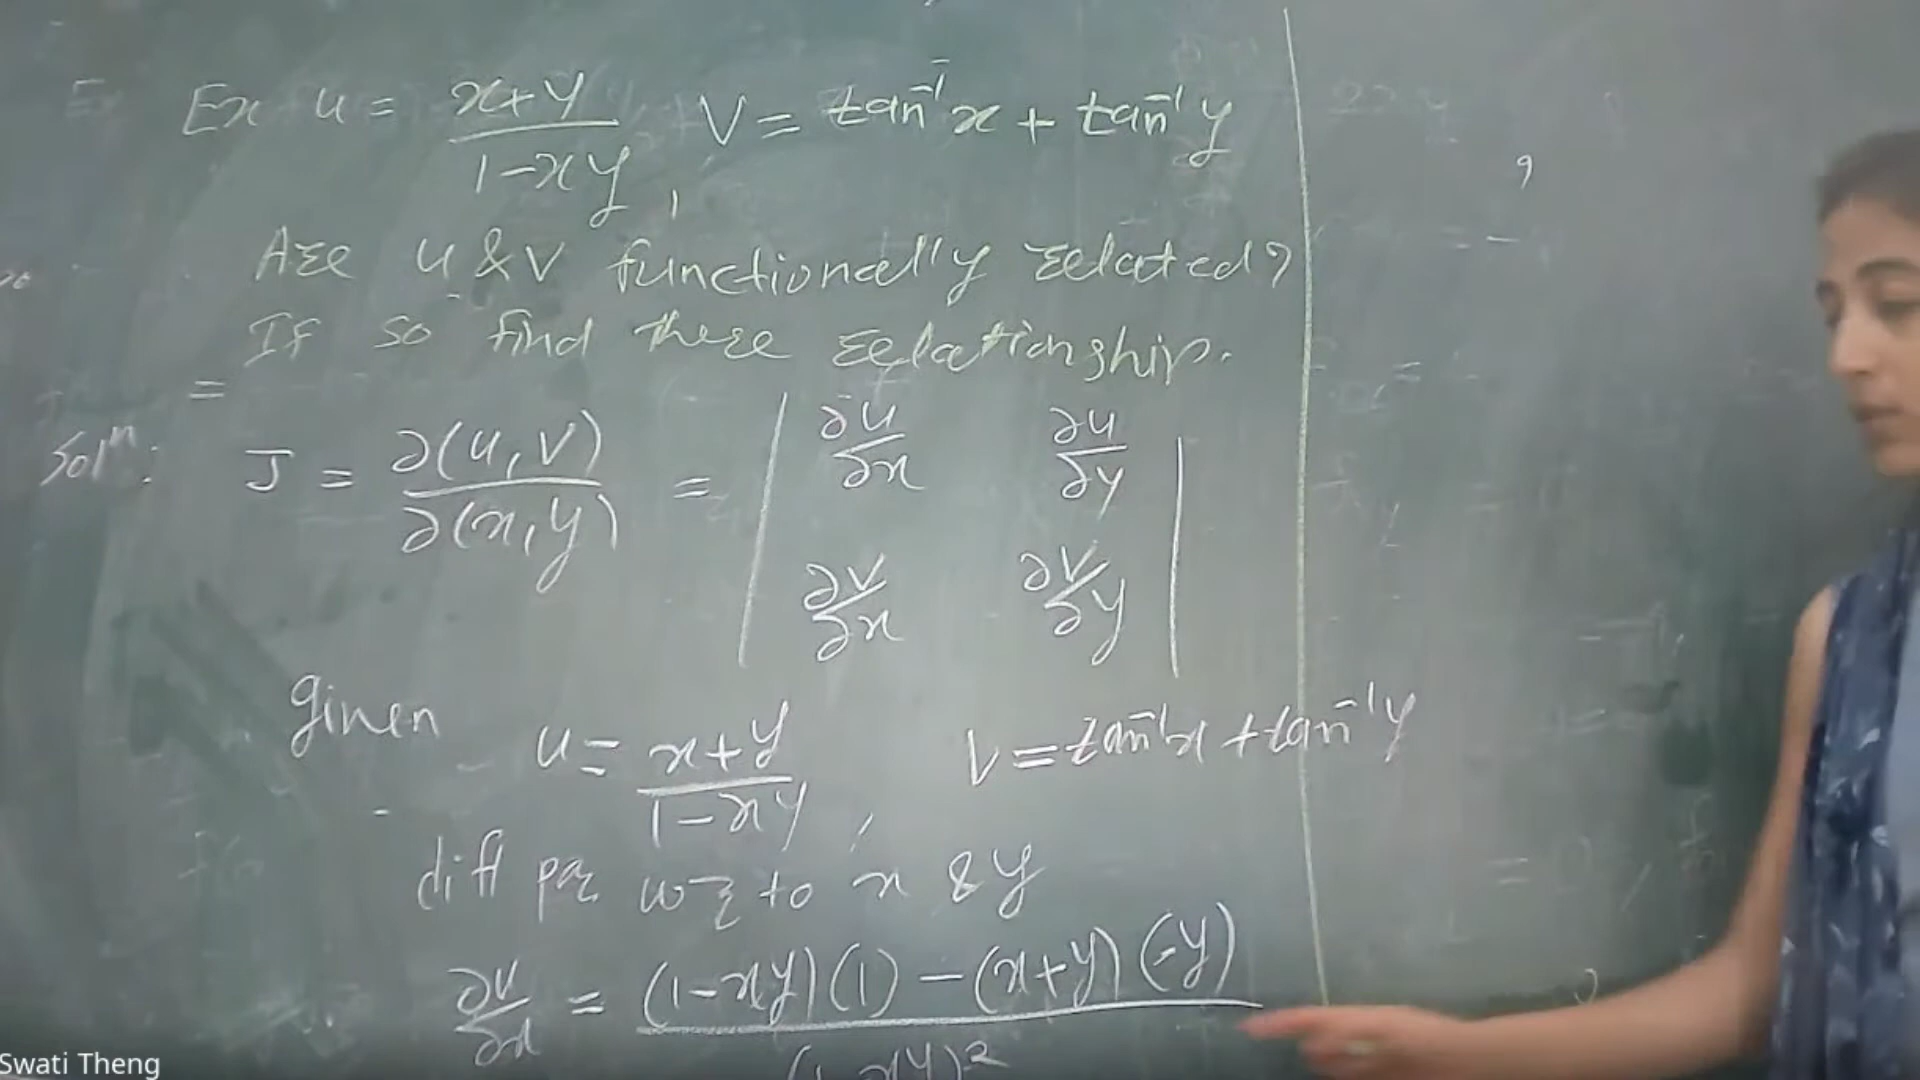 Ex u = x+y / 1-xy, V = tan⁻¹x + tan⁻¹y
Are u & v functionally related?
If so find there relationship.
=
Solⁿ: J = ∂(u,v) / ∂(x,y) = | ∂u/∂x ∂u/∂y |
| ∂v/∂x ∂v/∂y |
given u = x+y / 1-xy, V = tan⁻¹x + tan⁻¹y
diff par w r to x & y
∂v/∂x = (1-xy)(1) - (x+y)(-y) / (1-xy)²
Swati Theng